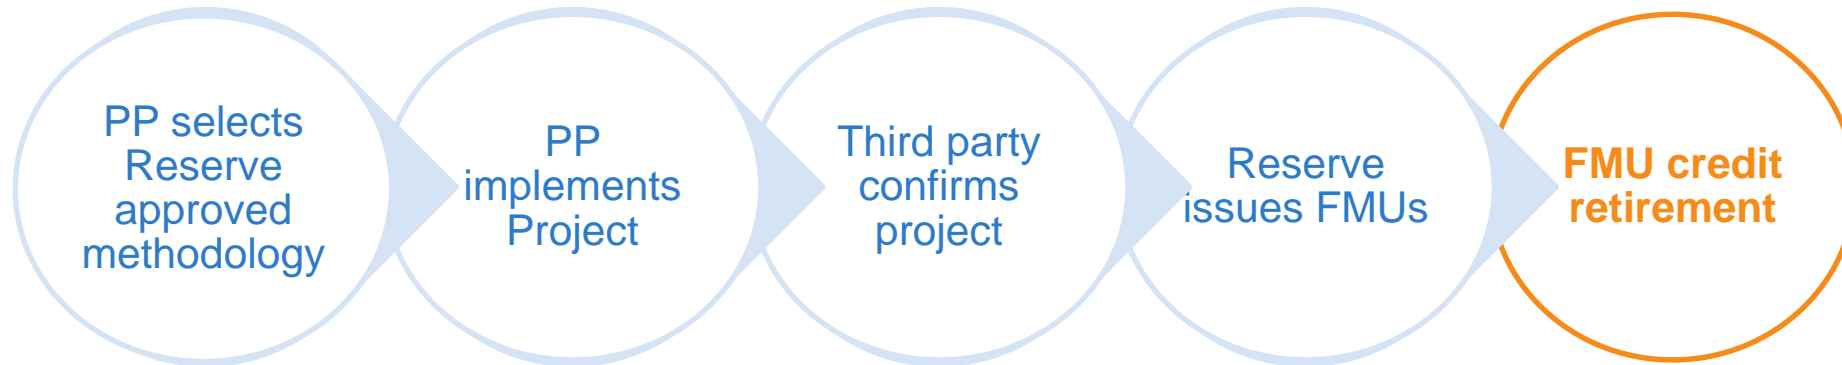 PP selects
Reserve
approved
methodology
PP
implements
Project
Third party
confirms
project
Reserve
issues FMUs
FMU credit
retirement